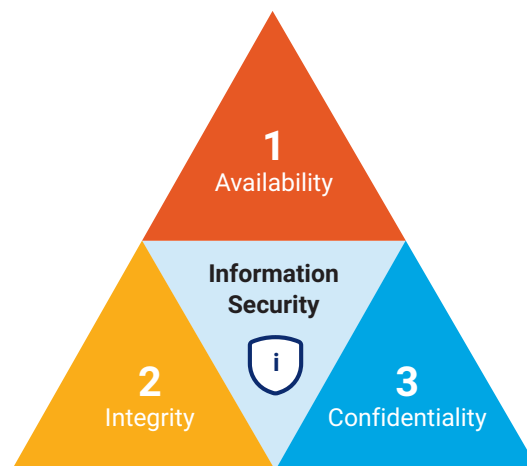 1
Availability
Information
Security
i
2
Integrity
3
Confidentiality